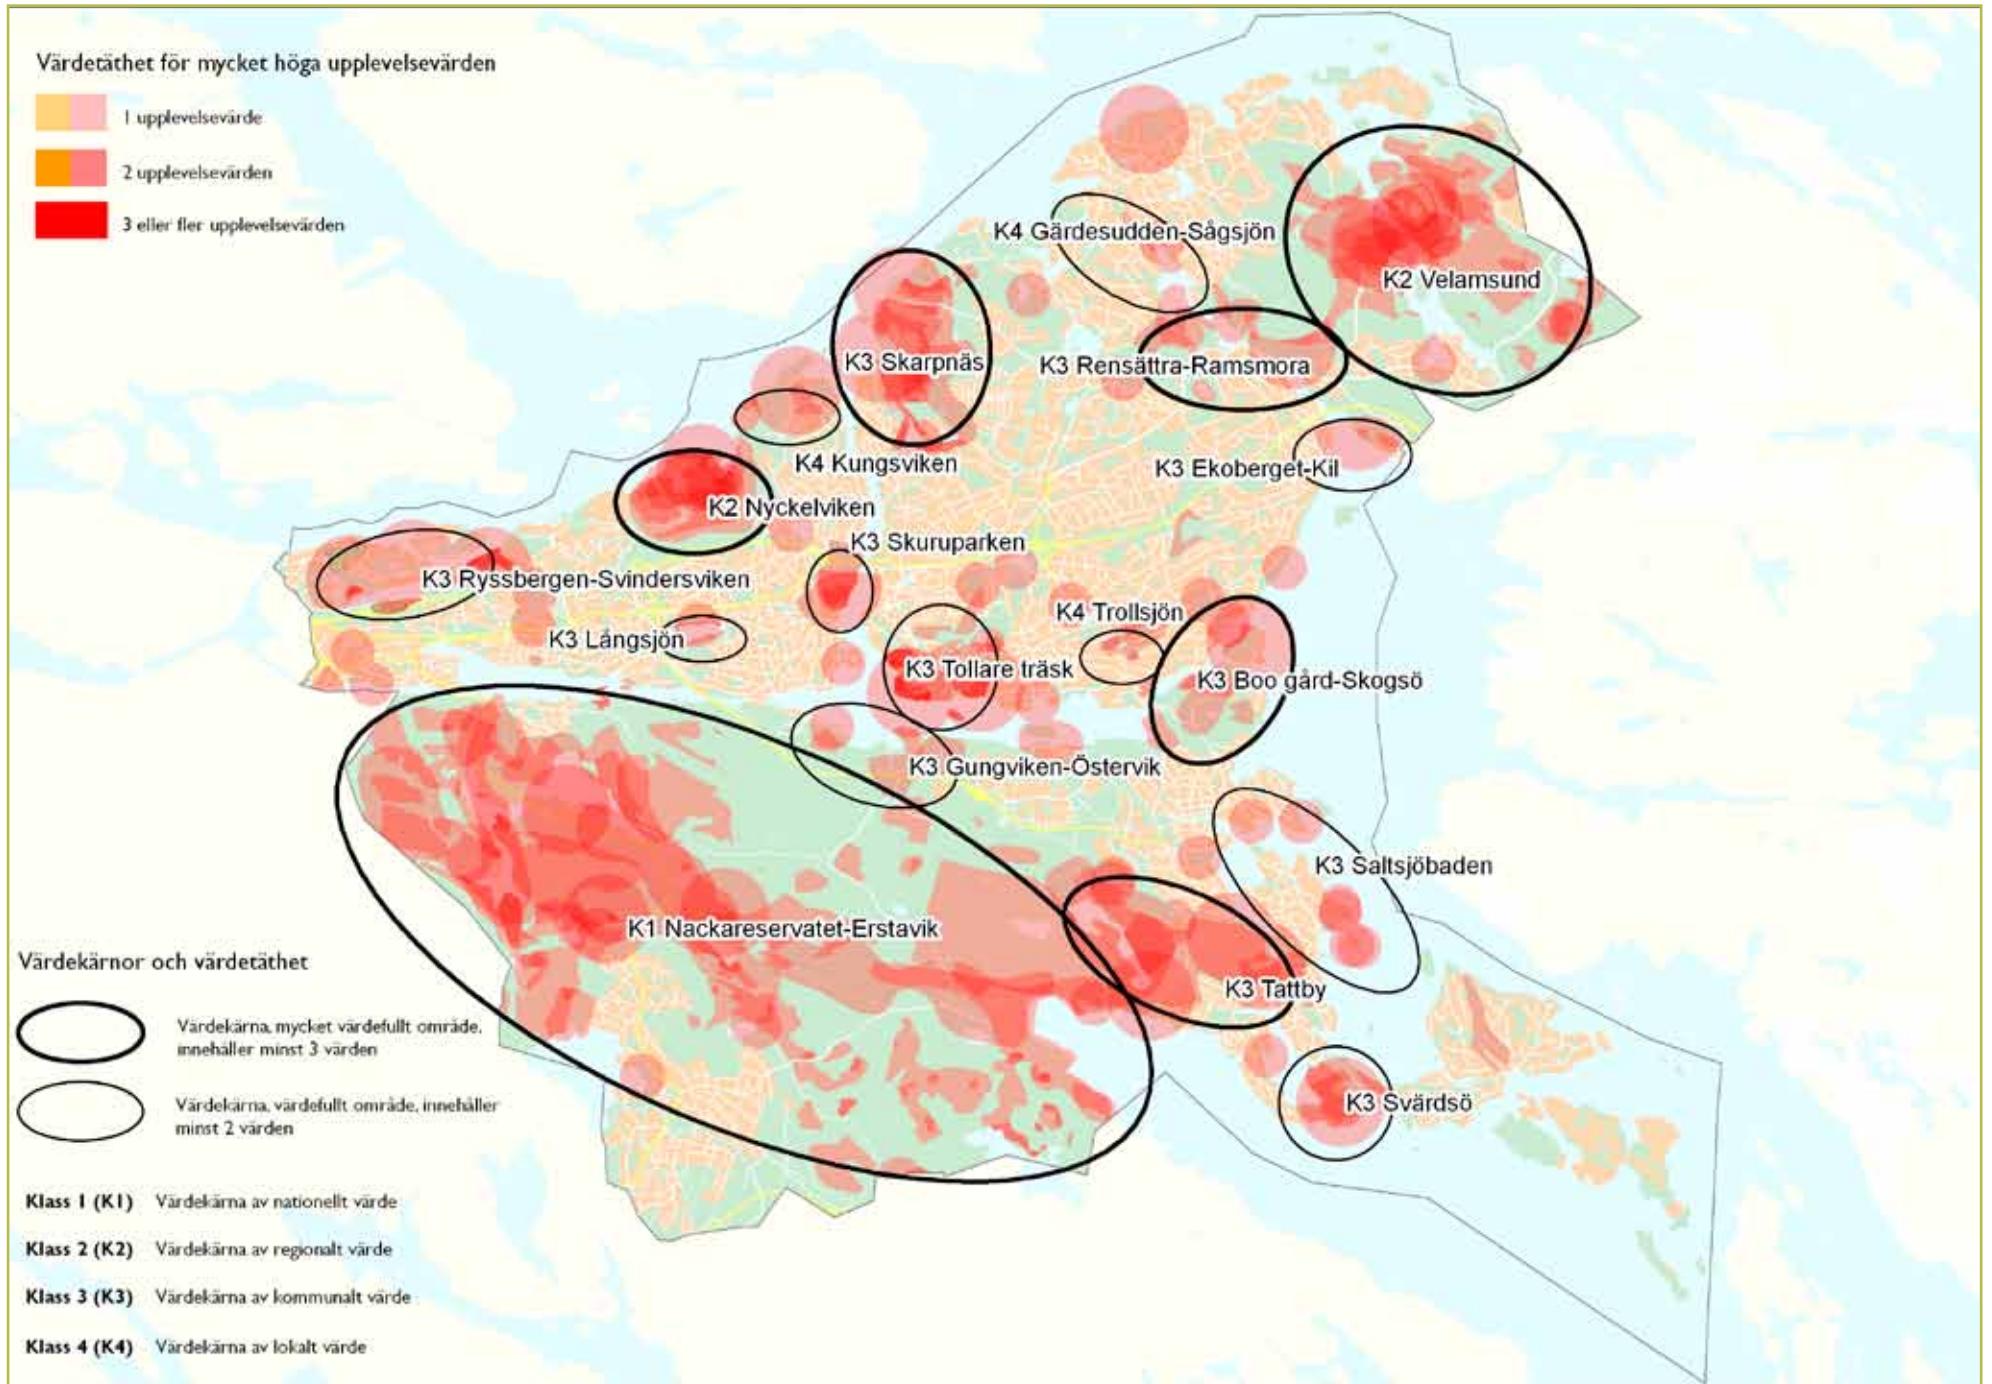 Värdetäthet för mycket höga upplevelsevärden
1 upplevelsevärde
2 upplevelsevärden
3 eller fler upplevelsevärden
K4 Gärdesudden-Sågsjön
K2 Velamsund
K3 Skarpnäs
K3 Rensättra-Ramsmora
K4 Kungsviken
K3 Ekoberget-Kil
K2 Nyckelviken
K3 Skuruparken
K3 Ryssbergen-Svindersviken
K4 Trollsjön
K3 Långsjön
K3 Tollare träsk
K3 Boo gård-Skogsö
K3 Gungviken-Östervik
K3 Saltsjöbaden
K1 Nackareservatet-Erstavik
K3 Tattby
K3 Svärdsö
Värdekärnor och värdetäthet
Värdekärna, mycket värdefullt område,
innehåller minst 3 värden
Värdekärna, värdefullt område, innehåller
minst 2 värden
Klass 1 (K1) Värdekärna av nationellt värde
Klass 2 (K2) Värdekärna av regionalt värde
Klass 3 (K3) Värdekärna av kommunalt värde
Klass 4 (K4) Värdekärna av lokalt värde